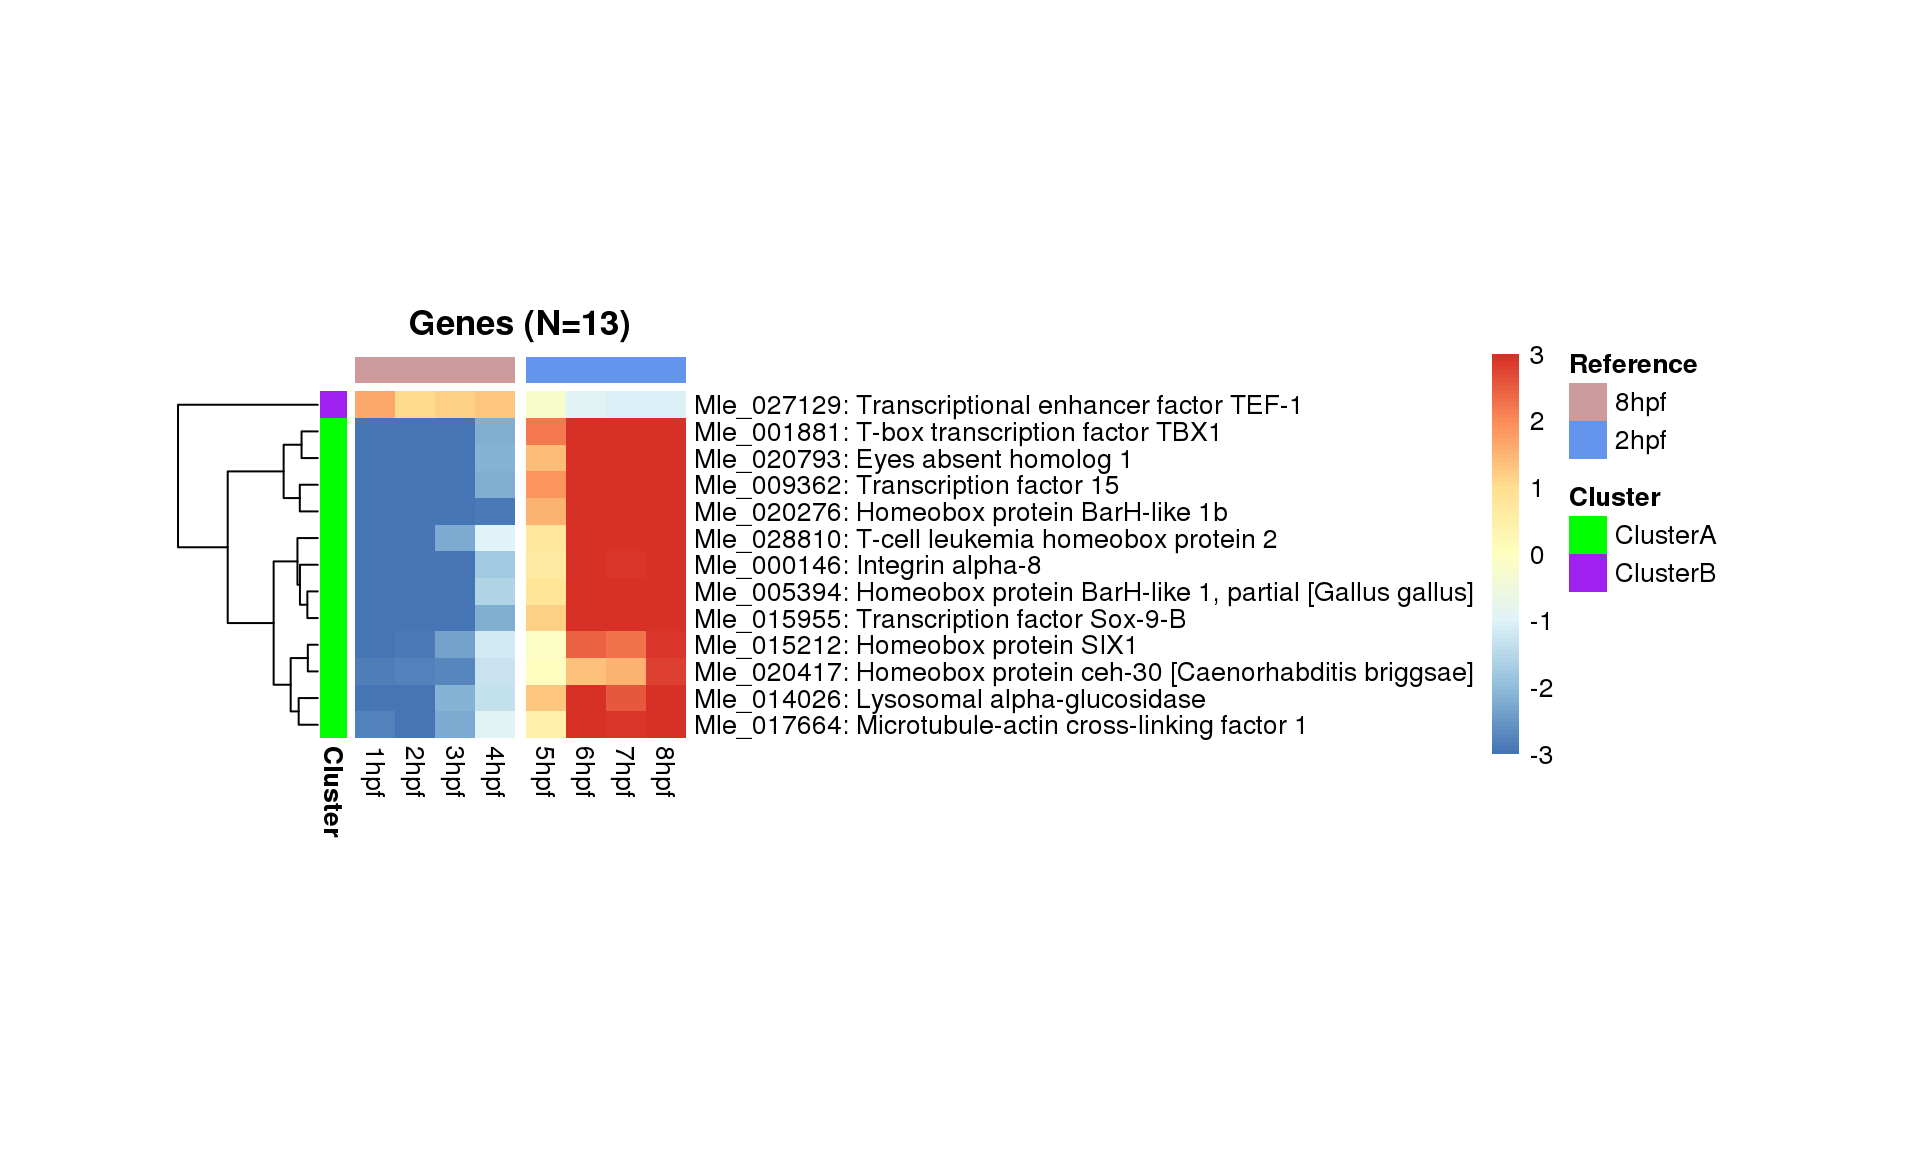 Genes (N=13)
Mle_027129: Transcriptional enhancer factor TEF-1
Mle_001881: T-box transcription factor TBX1
Mle_020793: Eyes absent homolog 1
Mle_009362: Transcription factor 15
Mle_020276: Homeobox protein BarH-like 1b
Mle_028810: T-cell leukemia homeobox protein 2
Mle_000146: Integrin alpha-8
Mle_005394: Homeobox protein BarH-like 1, partial [Gallus gallus]
Mle_015955: Transcription factor Sox-9-B
Mle_015212: Homeobox protein SIX1
Mle_020417: Homeobox protein ceh-30 [Caenorhabditis briggsae]
Mle_014026: Lysosomal alpha-glucosidase
Mle_017664: Microtubule-actin cross-linking factor 1
Cluster
1hpf
2hpf
3hpf
4hpf
5hpf
6hpf
7hpf
8hpf
3
2
1
0
-1
-2
-3
Reference
8hpf
2hpf
Cluster
ClusterA
ClusterB